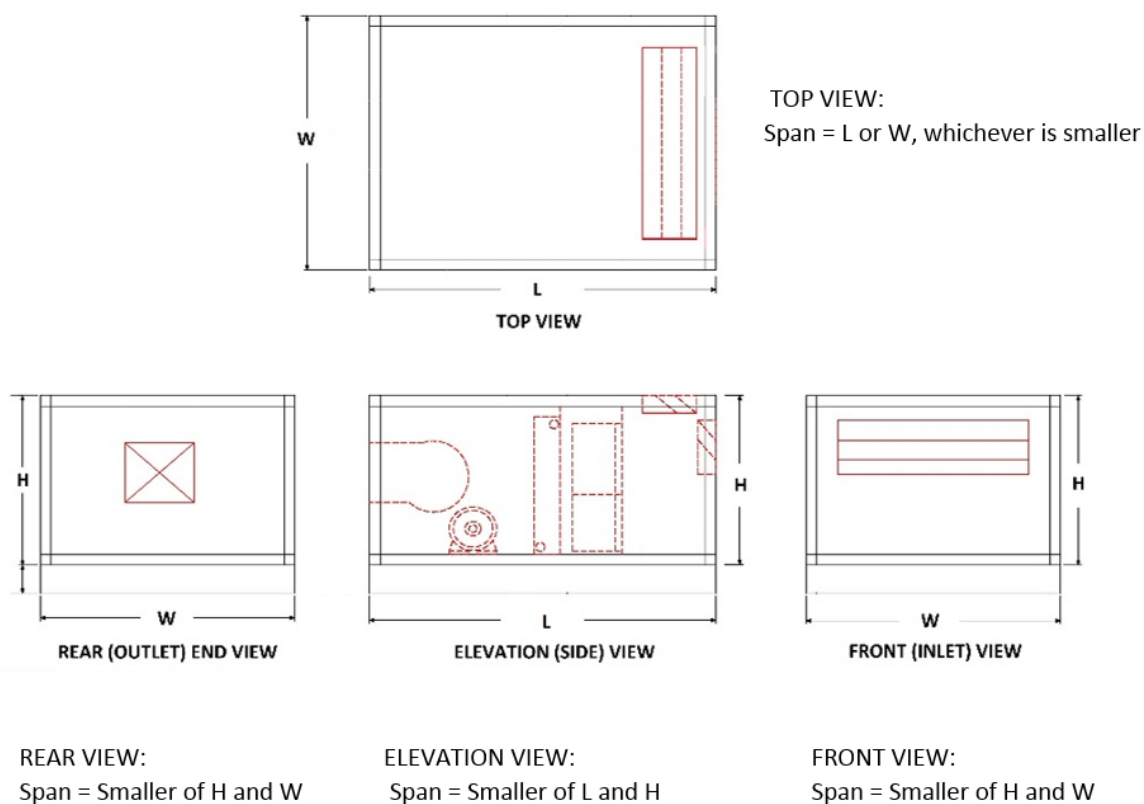 TOP VIEW:
Span = L or W, whichever is smaller
W
L
TOP VIEW
H
W
REAR (OUTLET) END VIEW
H
L
ELEVATION (SIDE) VIEW
H
W
FRONT (INLET) VIEW
REAR VIEW:
Span = Smaller of H and W
ELEVATION VIEW:
Span = Smaller of L and H
FRONT VIEW:
Span = Smaller of H and W